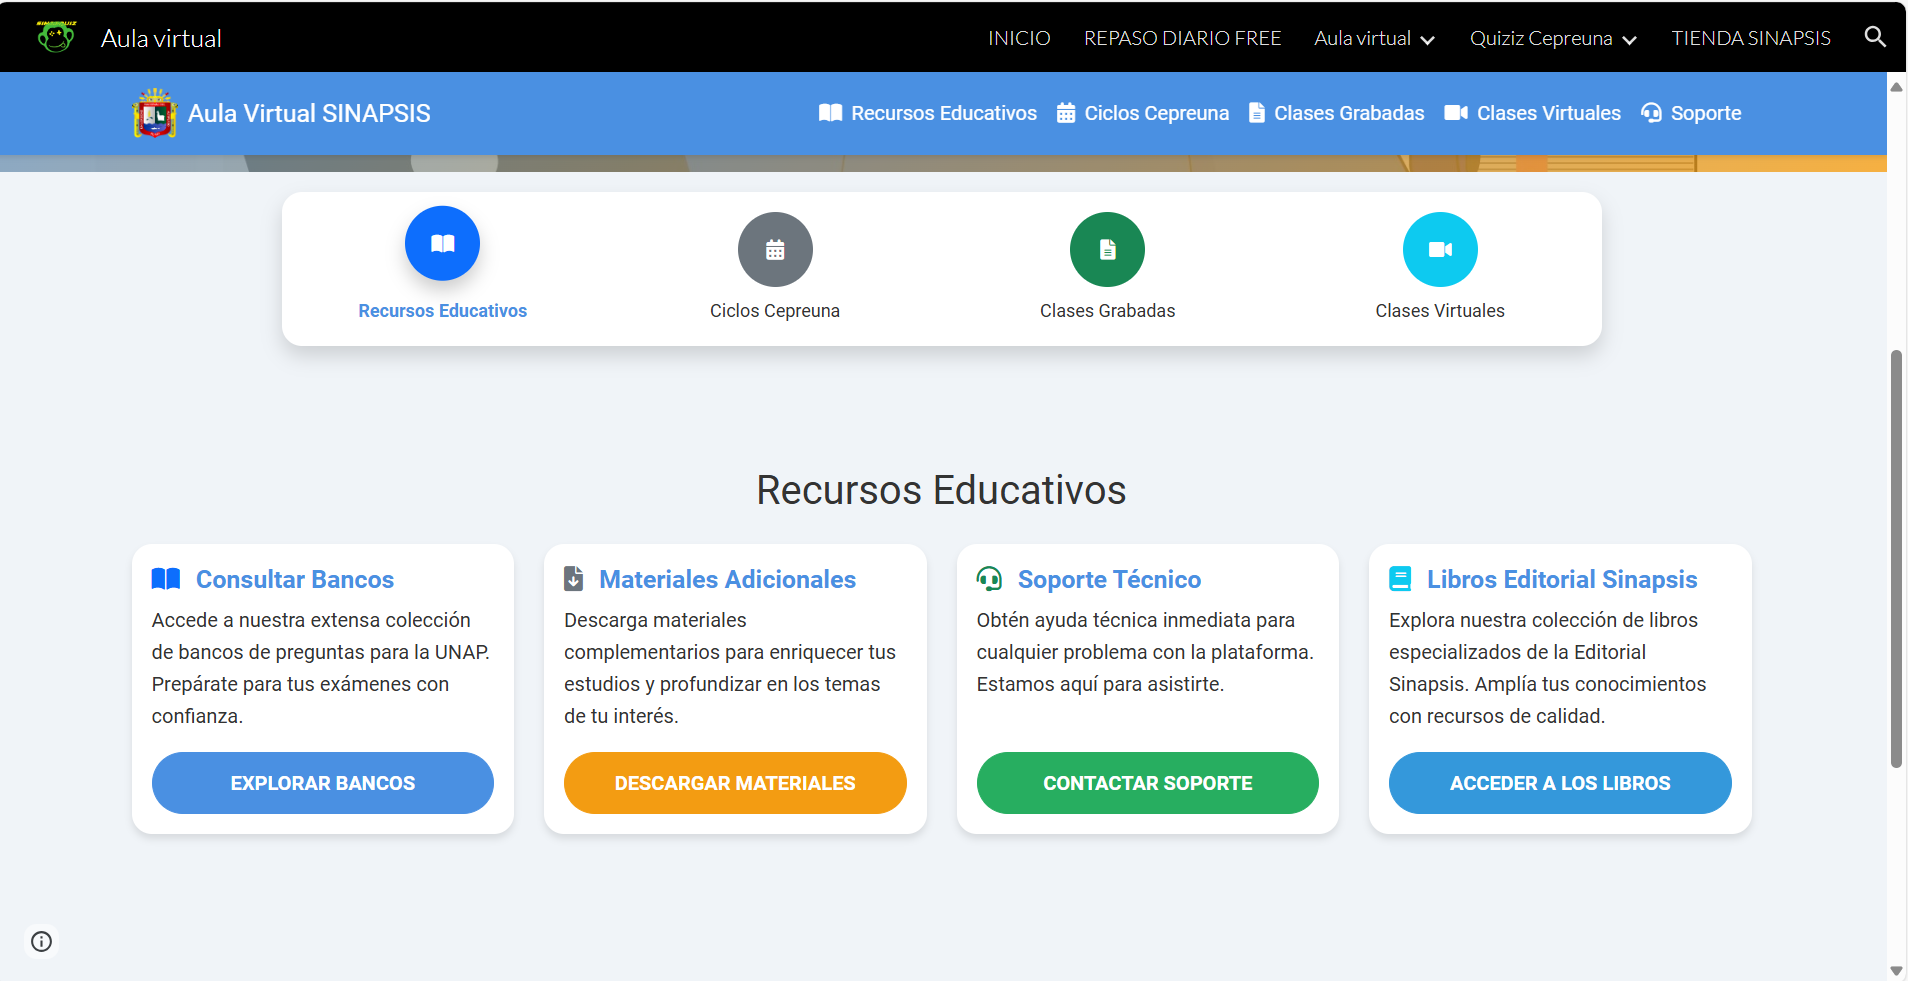 SINAPQUIZ
Aula virtual
INICIO
REPASO DIARIO FREE
Aula virtual
Quiziz Cepreuna
TIENDA SINAPSIS
Aula Virtual SINAPSIS
Recursos Educativos
Ciclos Cepreuna
Clases Grabadas
Clases Virtuales
Soporte
Recursos Educativos
Ciclos Cepreuna
Clases Grabadas
Clases Virtuales
Recursos Educativos
Consultar Bancos
Accede a nuestra extensa colección
de bancos de preguntas para la UNAP.
Prepárate para tus exámenes con
confianza.
EXPLORAR BANCOS
Materiales Adicionales
Descarga materiales
complementarios para enriquecer tus
estudios y profundizar en los temas
de tu interés.
DESCARGAR MATERIALES
Soporte Técnico
Obtén ayuda técnica inmediata para
cualquier problema con la plataforma.
Estamos aquí para asistirte.
CONTACTAR SOPORTE
Libros Editorial Sinapsis
Explora nuestra colección de libros
especializados de la Editorial
Sinapsis. Amplía tus conocimientos
con recursos de calidad.
ACCEDER A LOS LIBROS